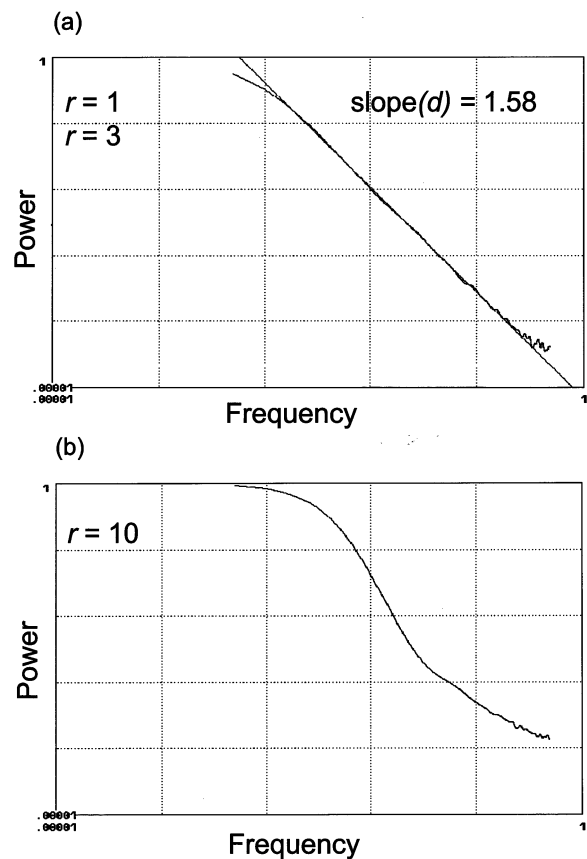 (a)
1
r = 1
slope(d) = 1.58
r = 3
Power
.00001
.00001
1
Frequency
(b)
1
r = 10
Power
.00001
.00001
1
Frequency